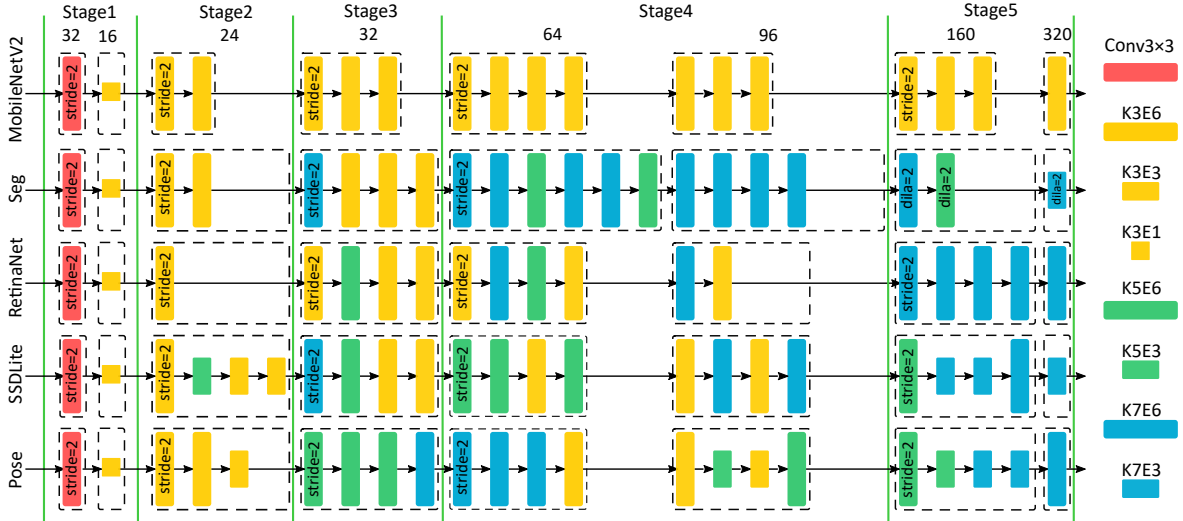 Stage1 Stage2 Stage3 Stage4 Stage5
32 16 24 32 64 96 160 320
MobileNetV2 stride=2 stride=2 stride=2 stride=2 stride=2
Seg stride=2 stride=2 stride=2 stride=2 dila=2 dila=2 dila=2
RetinaNet stride=2 stride=2 stride=2 stride=2 stride=2
SSDLite stride=2 stride=2 stride=2 stride=2 stride=2
Pose stride=2 stride=2 stride=2 stride=2 stride=2
Conv3×3
K3E6
K3E3
K3E1
K5E6
K5E3
K7E6
K7E3